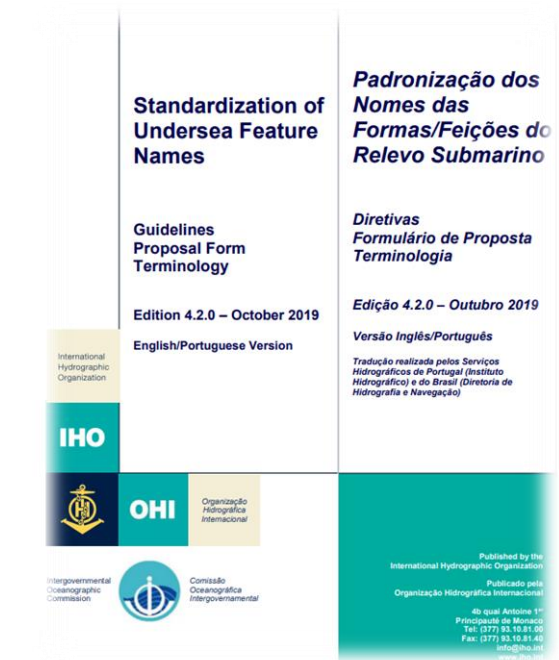 Standardization of
Undersea Feature
Names
Guidelines
Proposal Form
Terminology
Edition 4.2.0 – October 2019
English/Portuguese Version
Padronização dos
Nomes das
Formas/Feições do
Relevo Submarino
Diretivas
Formulário de Proposta
Terminologia
Edição 4.2.0 – Outubro 2019
Versão Inglês/Português
Tradução realizada pelos Serviços
Hidrográficos de Portugal (Instituto
Hidrográfico) e do Brasil (Diretoria de
Hidrografia e Navegação)
International
Hydrographic
Organization
IHO
OHI
Organização
Hidrográfica
Internacional
Intergovernmental
Oceanographic
Commission
Comissão
Oceanográfica
Intergovernamental
Published by the
International Hydrographic Organization
Publicado pela
Organização Hidrográfica Internacional
4b quai Antoine 1er
Principauté de Monaco
Tel: (377) 93.10.81.00
Fax: (377) 93.10.81.40
info@iho.int
www.iho.int